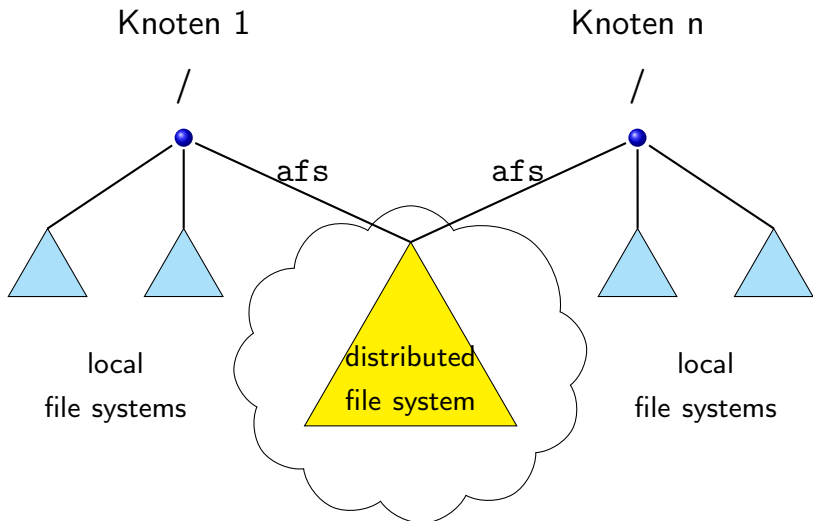 Knoten 1
Knoten n
/
/
afs
afs
distributed
file system
local
file systems
local
file systems